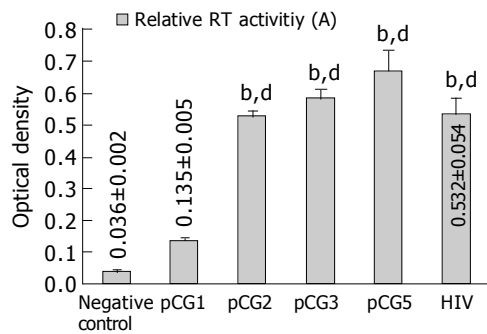 Relative RT activitiy (A)
Optical density
0.8
0.7
0.6
0.5
0.4
0.3
0.2
0.1
0.0
0.036±0.002
0.135±0.005
b,d
b,d
b,d
b,d
0.532±0.054
Negative control
pCG1
pCG2
pCG3
pCG5
HIV